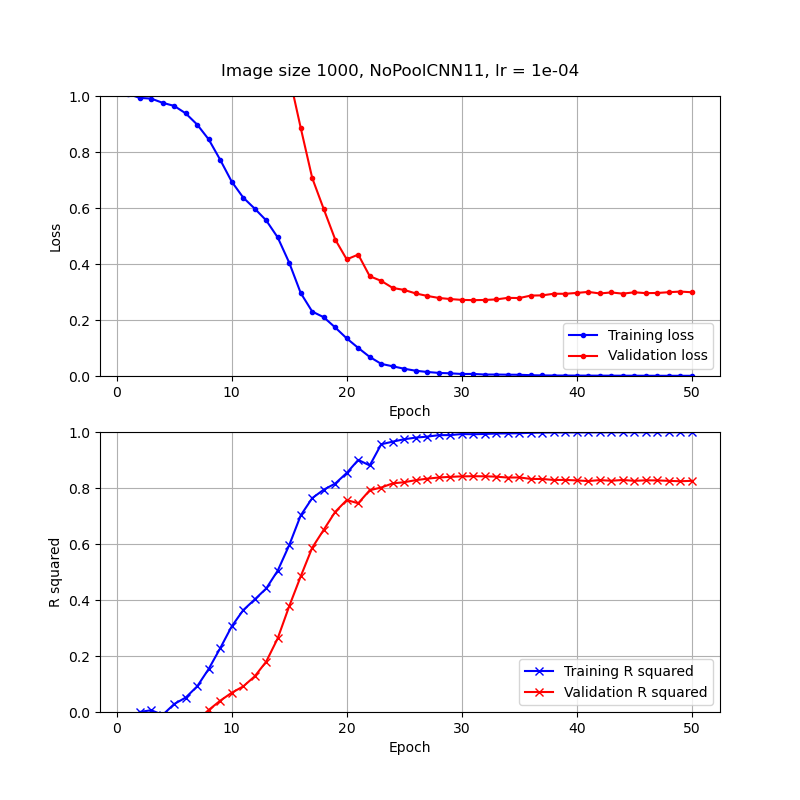 Image size 1000, NoPoolCNN11, lr = 1e-04
1.0
0.8
0.6
0.4
0.2
0.0
Loss
Training loss
Validation loss
0 10 20 30 40 50
Epoch
1.0
0.8
0.6
0.4
0.2
0.0
R squared
Training R squared
Validation R squared
0 10 20 30 40 50
Epoch